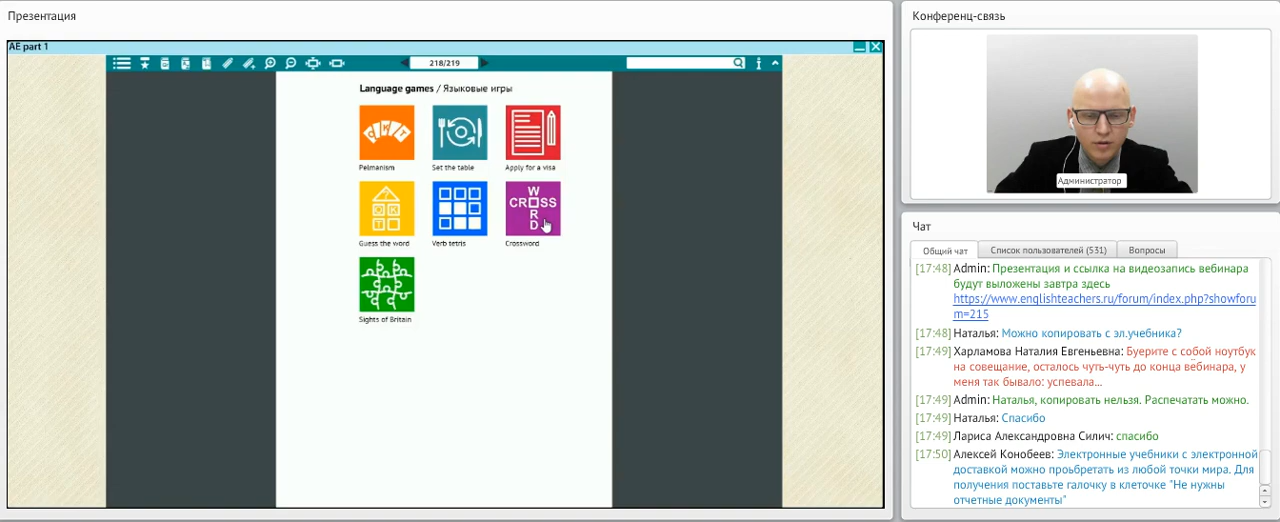 Презентация
AE part 1
218/219
Language games / Языковые игры
Pelmanism
Set the table
Apply for a visa
Guess the word
Verb tetris
CROSS
WORD
Crossword
Sights of Britain
Конференц-связь
Администратор
Чат
Общий чат
Список пользователей (531)
Вопросы
[17:48] Admin: Презентация и ссылка на видеозапись вебинара
будут выложены завтра здесь
https://www.englishteachers.ru/forum/index.php?showforu
m=215
[17:48] Наталья: Можно копировать с эл.учебника?
[17:49] Харламова Наталия Евгеньевна: Буерите с собой ноутбук
на совещание, осталось чуть-чуть до конца вебинара, у
меня так бывало: успевала...
[17:49] Admin: Наталья, копировать нельзя. Распечатать можно.
[17:49] Наталья: Спасибо
[17:49] Лариса Александровна Силич: спасибо
[17:50] Алексей Конобеев: Электронные учебники с электронной
доставкой можно проьбретать из любой точки мира. Для
получения поставьте галочку в клеточке "Не нужны
отчетные документы"